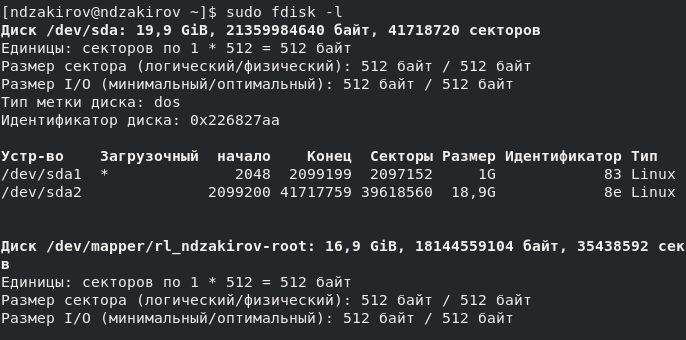 [ndzakirov@ndzakirov ~]$ sudo fdisk -l
Диск /dev/sda: 19,9 GiB, 21359984640 байт, 41718720 секторов
Единицы: секторов по 1 * 512 = 512 байт
Размер сектора (логический/физический): 512 байт / 512 байт
Размер I/O (минимальный/оптимальный): 512 байт / 512 байт
Тип метки диска: dos
Идентификатор диска: 0x226827aa
Устр-во    Загрузочный  начало    Конец  Секторы Размер Идентификатор Тип
/dev/sda1  *              2048  2099199  2097152     1G            83 Linux
/dev/sda2              2099200 41717759 39618560  18,9G            8e Linux
Диск /dev/mapper/rl_ndzakirov-root: 16,9 GiB, 18144559104 байт, 35438592 сек
в
Единицы: секторов по 1 * 512 = 512 байт
Размер сектора (логический/физический): 512 байт / 512 байт
Размер I/O (минимальный/оптимальный): 512 байт / 512 байт